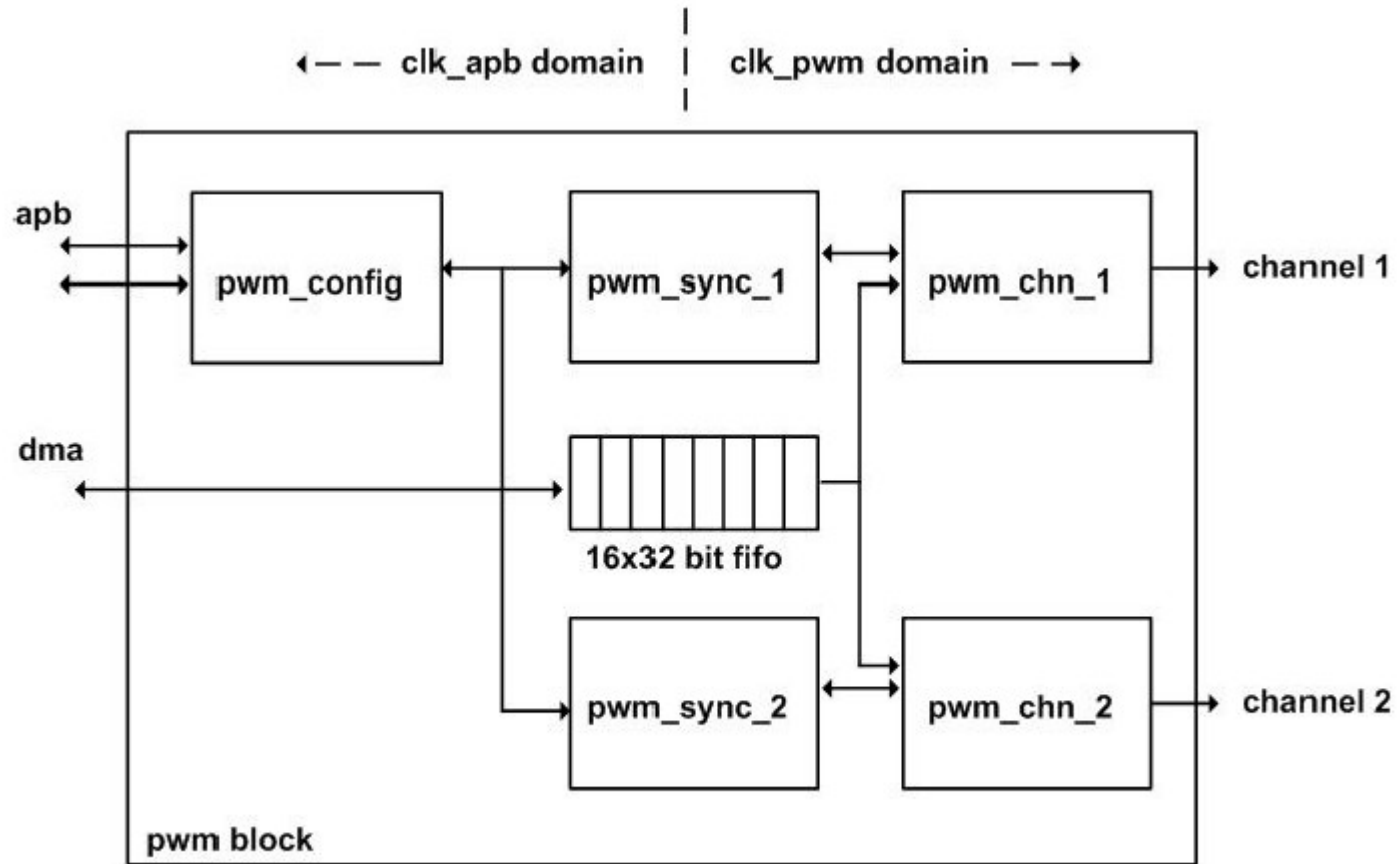 clk_apb domain
clk_pwm domain
apb
pwm_config
pwm_sync_1
pwm_chn_1
channel 1
dma
16x32 bit fifo
pwm_sync_2
pwm_chn_2
channel 2
pwm block